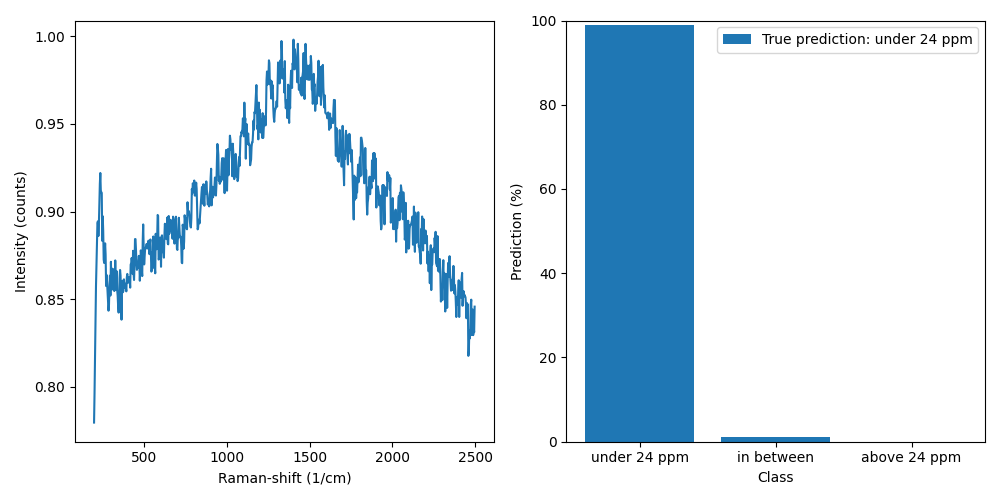 1.00
0.95
0.90
0.85
0.80
Intensity (counts)
500 1000 1500 2000 2500
Raman-shift (1/cm)
100
80
60
40
20
0
Prediction (%)
True prediction: under 24 ppm
under 24 ppm in between above 24 ppm
Class